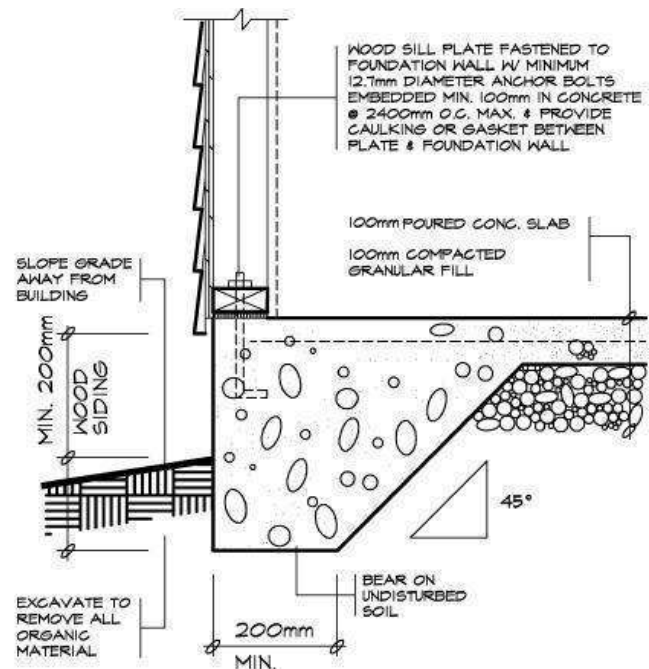 WOOD SILL PLATE FASTENED TO
FOUNDATION WALL W/ MINIMUM
12.7mm DIAMETER ANCHOR BOLTS
EMBEDDED MIN. 100mm IN CONCRETE
@ 2400mm O.C. MAX. & PROVIDE
CAULKING OR GASKET BETWEEN
PLATE & FOUNDATION WALL
100mm POURED CONC. SLAB
100mm COMPACTED
GRANULAR FILL
SLOPE GRADE
AWAY FROM
BUILDING
MIN. 200mm
WOOD
SIDING
45°
BEAR ON
UNDISTURBED
SOIL
EXCAVATE TO
REMOVE ALL
ORGANIC
MATERIAL
200mm
MIN.